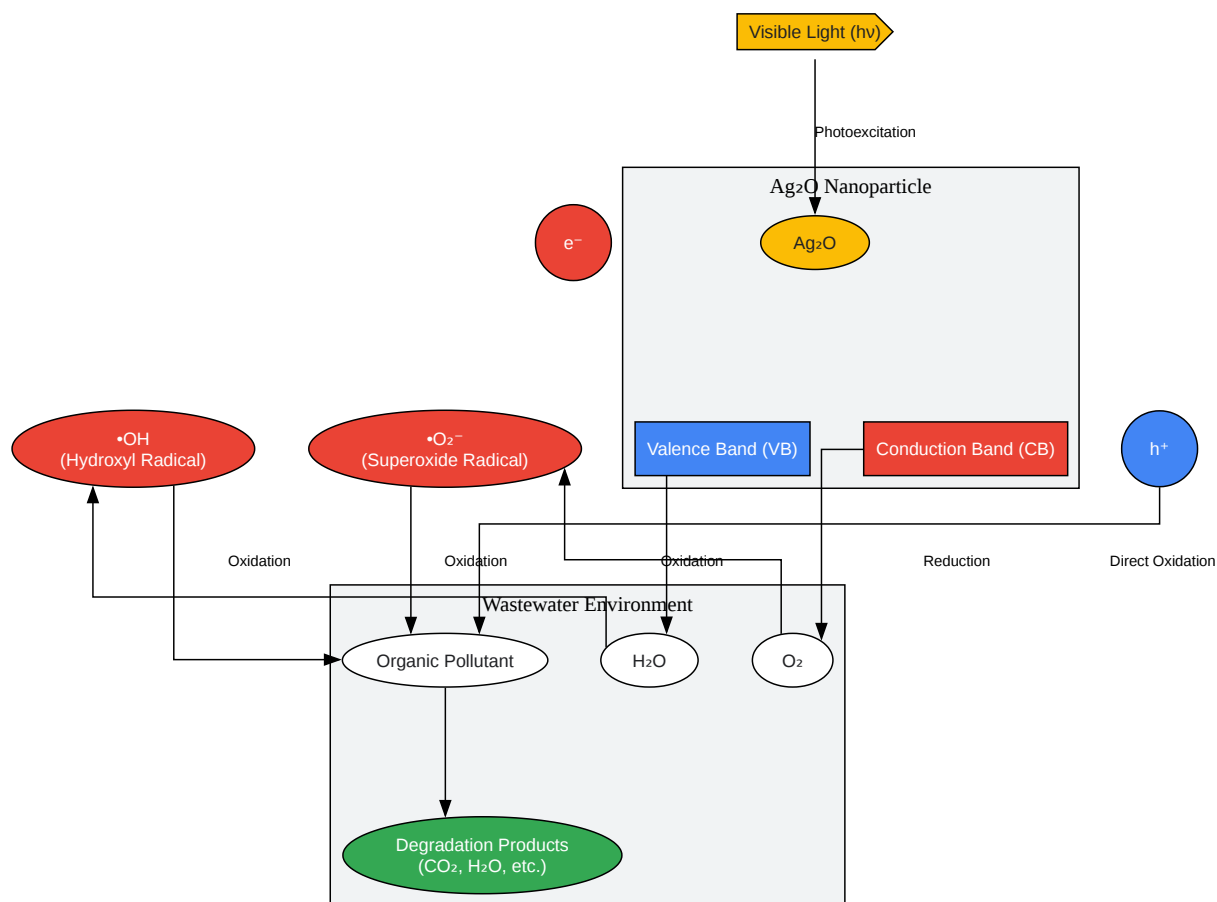 Visible Light (hν)
Photoexcitation
Ag₂O Nanoparticle
e⁻
Ag₂O
•OH
(Hydroxyl Radical)
•O₂⁻
(Superoxide Radical)
Valence Band (VB)
Conduction Band (CB)
h⁺
Oxidation
Oxidation
Oxidation
Reduction
Direct Oxidation
Wastewater Environment
Organic Pollutant
H₂O
O₂
Degradation Products
(CO₂, H₂O, etc.)